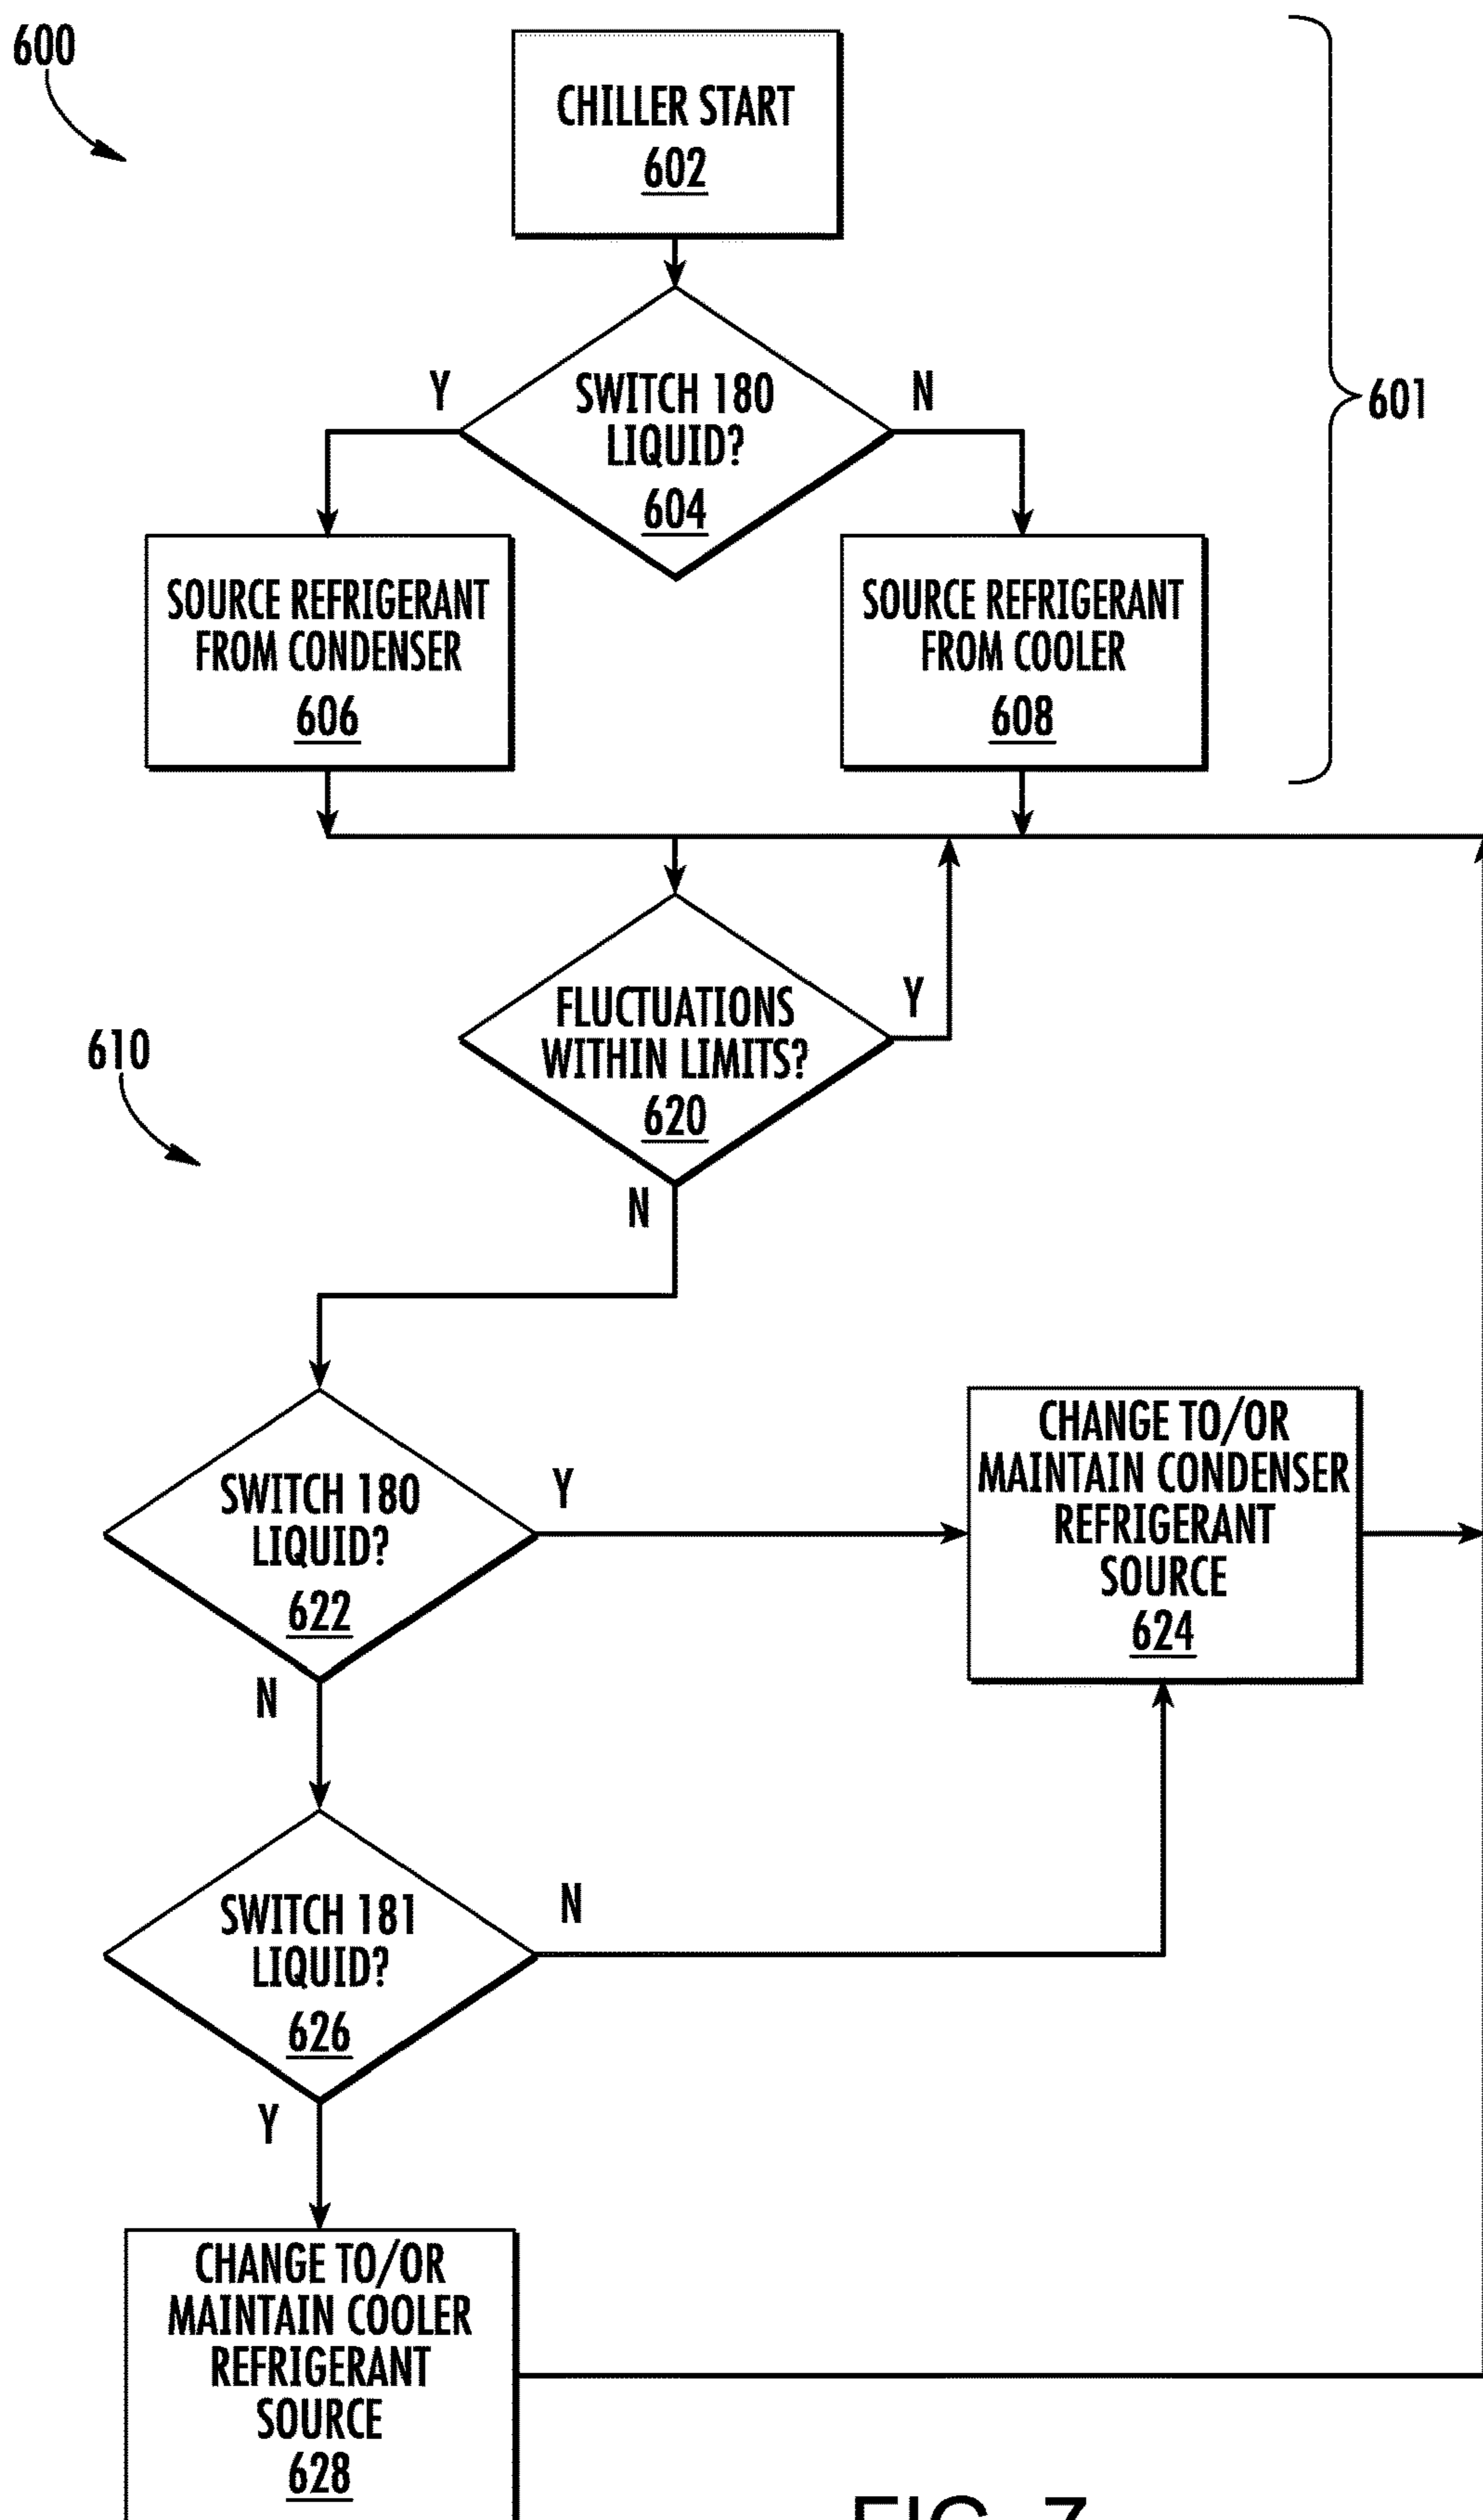 600
CHILLER START
602
601
Y
SWITCH 180
LIQUID?
604
N
SOURCE REFRIGERANT
FROM CONDENSER
606
SOURCE REFRIGERANT
FROM COOLER
608
610
FLUCTUATIONS
WITHIN LIMITS?
620
Y
N
SWITCH 180
LIQUID?
622
Y
CHANGE TO/OR
MAINTAIN CONDENSER
REFRIGERANT
SOURCE
624
N
SWITCH 181
LIQUID?
626
N
Y
CHANGE TO/OR
MAINTAIN COOLER
REFRIGERANT
SOURCE
628
FIG. 7